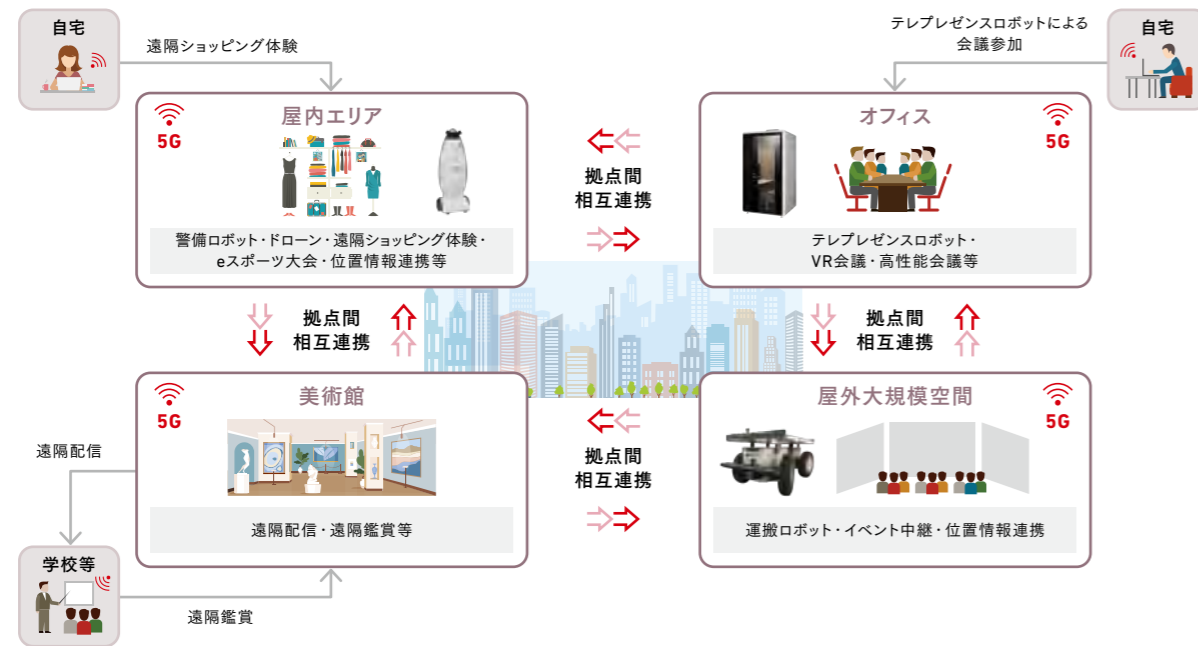 自宅
遠隔ショッピング体験
テレプレゼンスロボットによる
会議参加
自宅
5G
屋内エリア
警備ロボット・ドローン・遠隔ショッピング体験・
eスポーツ大会・位置情報連携等
拠点間
相互連携
オフィス
5G
テレプレゼンスロボット・
VR会議・高性能会議等
拠点間
相互連携
拠点間
相互連携
5G
美術館
遠隔配信・遠隔鑑賞等
拠点間
相互連携
屋外大規模空間
5G
運搬ロボット・イベント中継・位置情報連携
遠隔配信
学校等
遠隔鑑賞